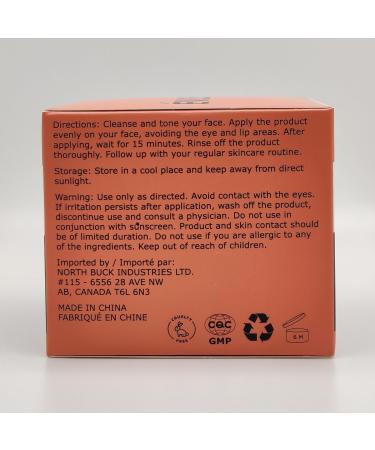 Directions: Cleanse and tone your face. Apply the product
evenly on your face, avoiding the eye and lip areas. After
applying, wait for 15 minutes. Rinse off the product
thoroughly. Follow up with your regular skincare routine.
Storage: Store in a cool place and keep away from direct
sunlight.
Warning: Use only as directed. Avoid contact with the eyes.
If irritation persists after application, wash off the product,
discontinue use and consult a physician. Do not use in
conjunction with sunscreen. Product and skin contact should
be of limited duration. Do not use if you are allergic to any
of the ingredients. Keep out of reach of children.
Imported by / Importé par:
NORTH BUCK INDUSTRIES LTD.
#115 - 6556 28 AVE NW
AB, CANADA T6L 6N3
MADE IN CHINA
FABRIQUÉ EN CHINE
CRUELTY
FREE
CQC
GMP
6 M